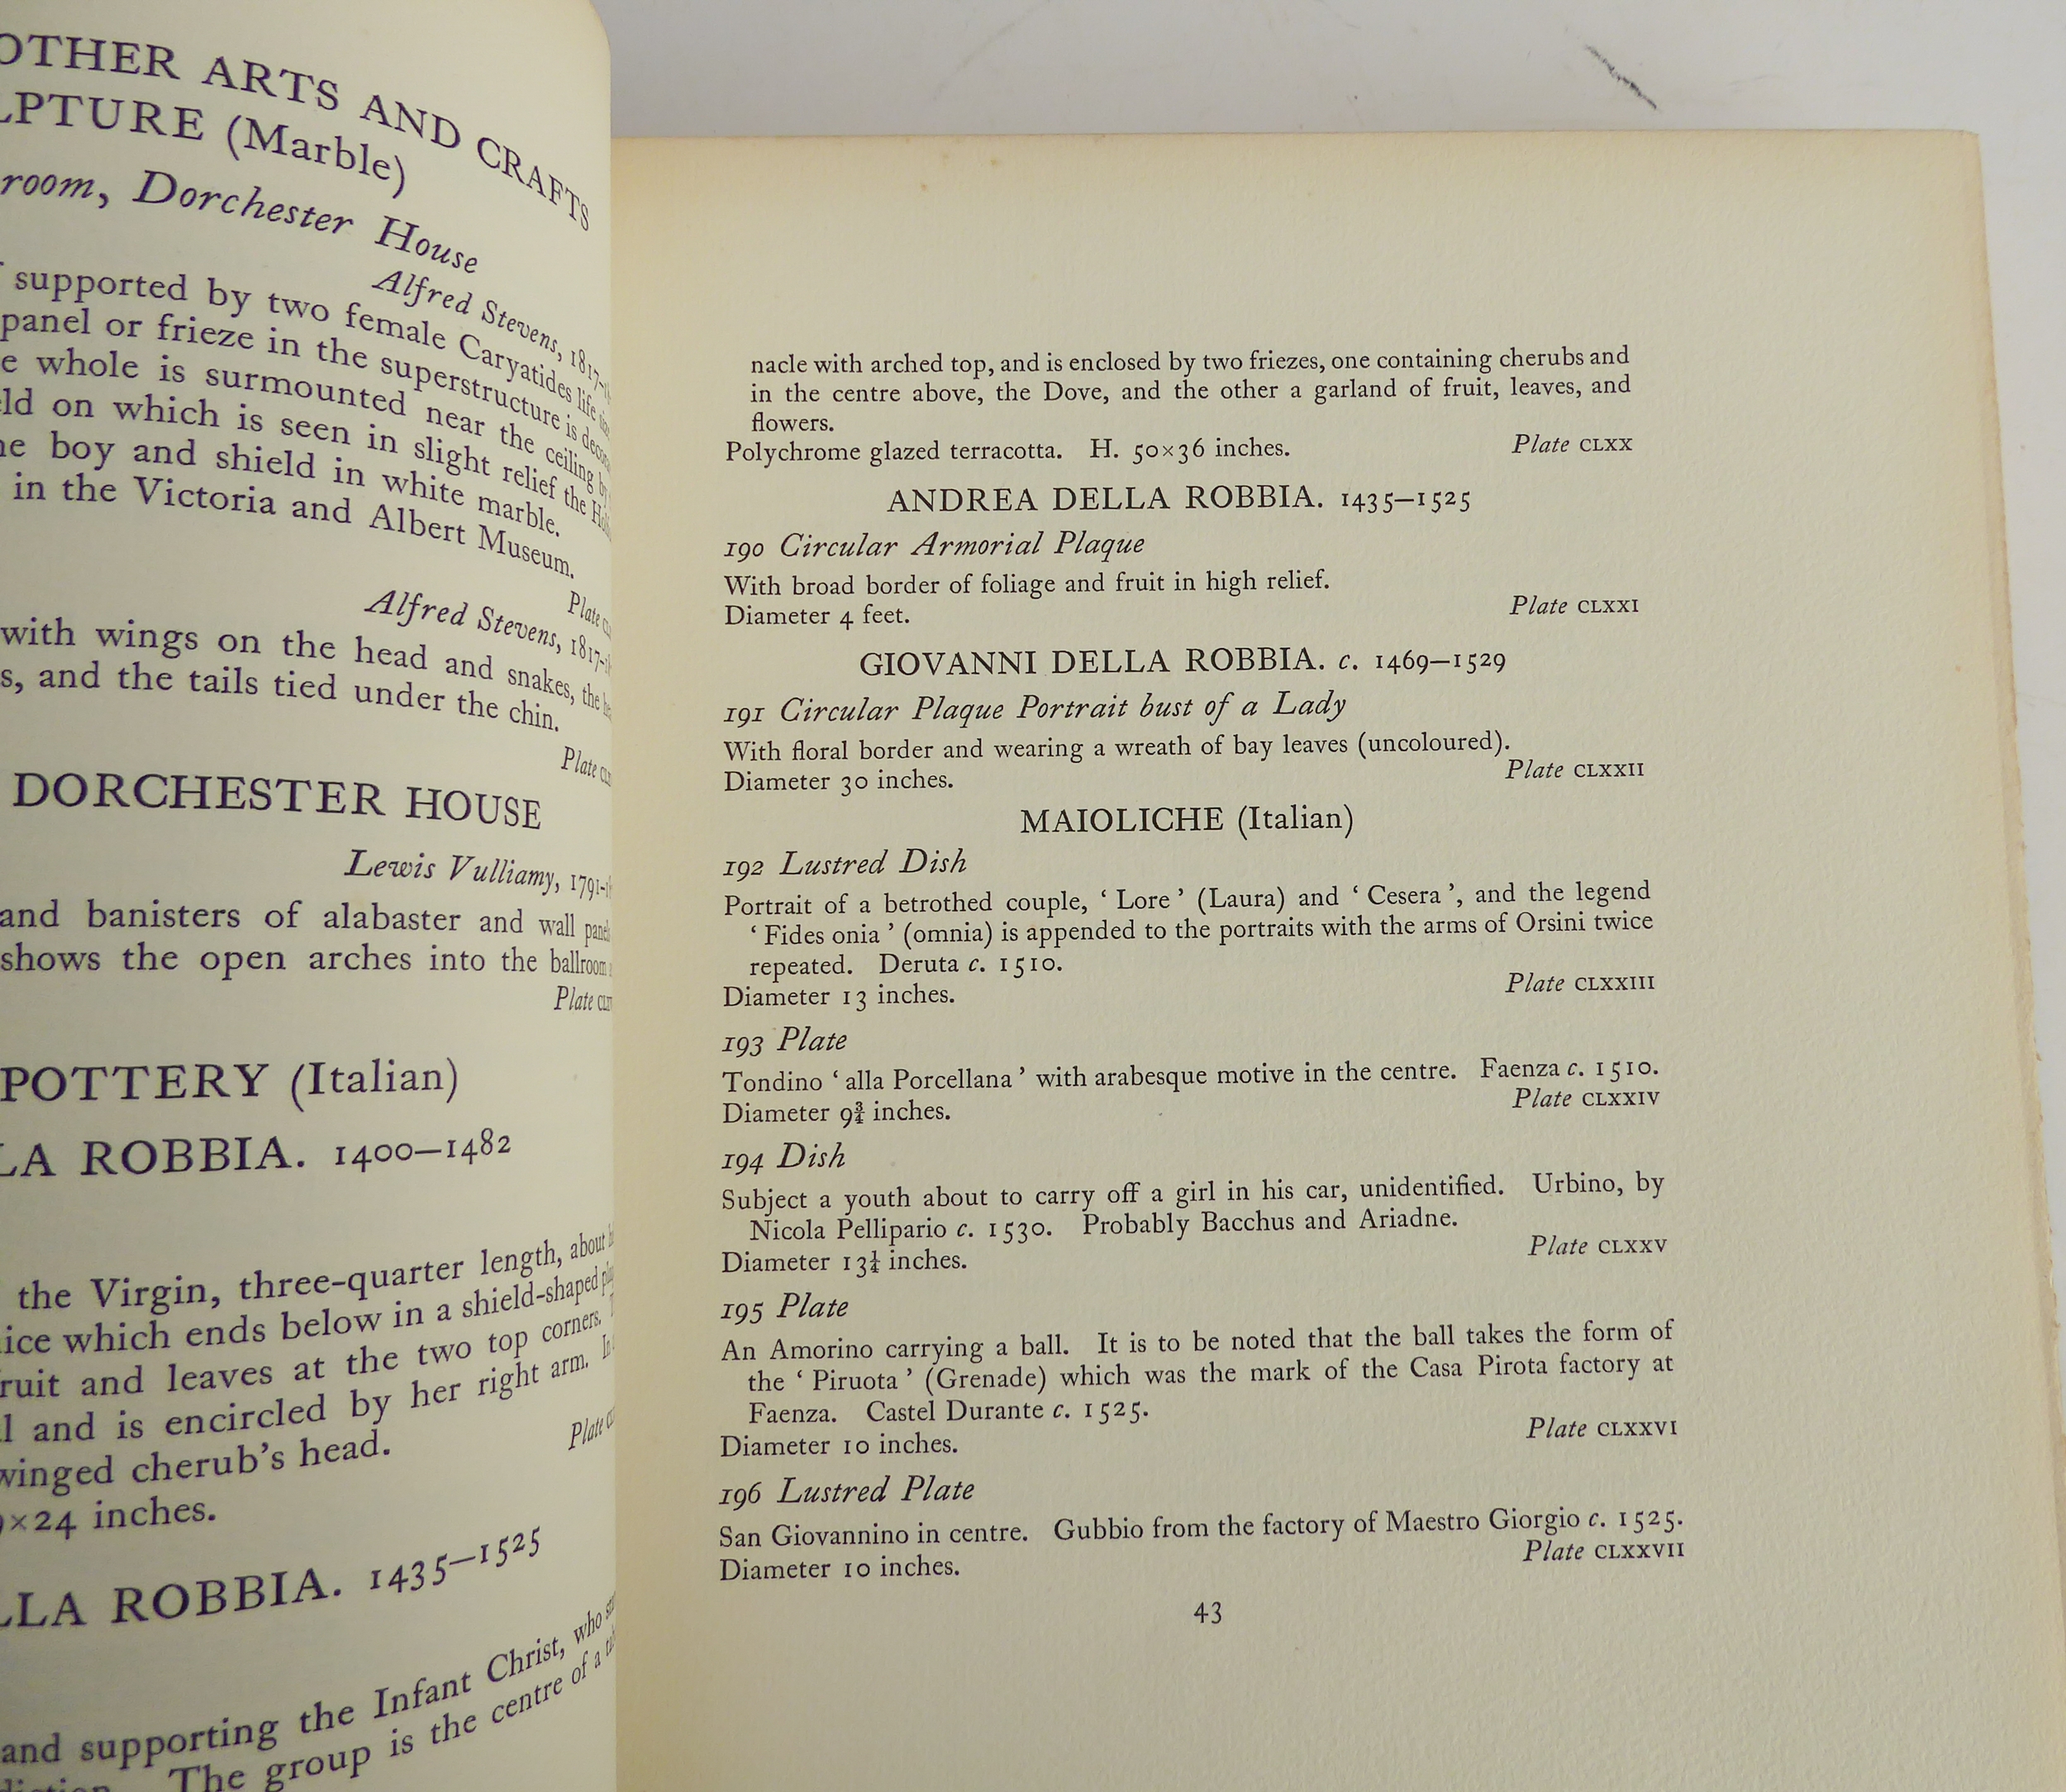 OTHER ARTS AND CRAFTS
(Marble)
room, Dorchester House
Alfred Stevens,
supported by two female Caryatides life
panel or frieze in the superstructure is
whole is surmounted near the ceiling
on which is seen in slight relief the
boy and shield in white marble.
in the Victoria and Albert Museum.
Plate
Alfred Stevens,
with wings on the head and snakes, the
and the tails tied under the chin.
Plate
DORCHESTER HOUSE
Lewis Vulliamy,
and banisters of alabaster and wall
shows the open arches into the ballroom
Plate
POTTERY (Italian)
ROBBIA. 1400–1482
the Virgin, three-quarter length, about
which ends below in a shield-shaped
and leaves at the two top corners.
and is encircled by her right arm.
Plate
winged cherub's head.
×24 inches.
ROBBIA. 1435–1525
and supporting the Infant Christ, who
The group is the centre of a
nacle with arched top, and is enclosed by two friezes, one containing cherubs and
in the centre above, the Dove, and the other a garland of fruit, leaves, and
flowers.
Polychrome glazed terracotta. H. 50×36 inches. Plate CLXX
ANDREA DELLA ROBBIA. 1435–1525
190 Circular Armorial Plaque
With broad border of foliage and fruit in high relief.
Diameter 4 feet. Plate CLXXI
GIOVANNI DELLA ROBBIA. c. 1469–1529
191 Circular Plaque Portrait bust of a Lady
With floral border and wearing a wreath of bay leaves (uncoloured).
Diameter 30 inches. Plate CLXXII
MAIOLICHE (Italian)
192 Lustred Dish
Portrait of a betrothed couple, ‘ Lore ’ (Laura) and ‘ Cesera ’, and the legend
‘ Fides onia ’ (omnia) is appended to the portraits with the arms of Orsini twice
repeated. Deruta c. 1510.
Diameter 13 inches. Plate CLXXIII
193 Plate
Tondino ‘ alla Porcellana ’ with arabesque motive in the centre. Faenza c. 1510.
Diameter 9¾ inches. Plate CLXXIV
194 Dish
Subject a youth about to carry off a girl in his car, unidentified. Urbino, by
Nicola Pellipario c. 1530. Probably Bacchus and Ariadne.
Diameter 13¼ inches. Plate CLXXV
195 Plate
An Amorino carrying a ball. It is to be noted that the ball takes the form of
the ‘ Piruota ’ (Grenade) which was the mark of the Casa Pirota factory at
Faenza. Castel Durante c. 1525.
Diameter 10 inches. Plate CLXXVI
196 Lustred Plate
San Giovannino in centre. Gubbio from the factory of Maestro Giorgio c. 1525.
Diameter 10 inches. Plate CLXXVII
43